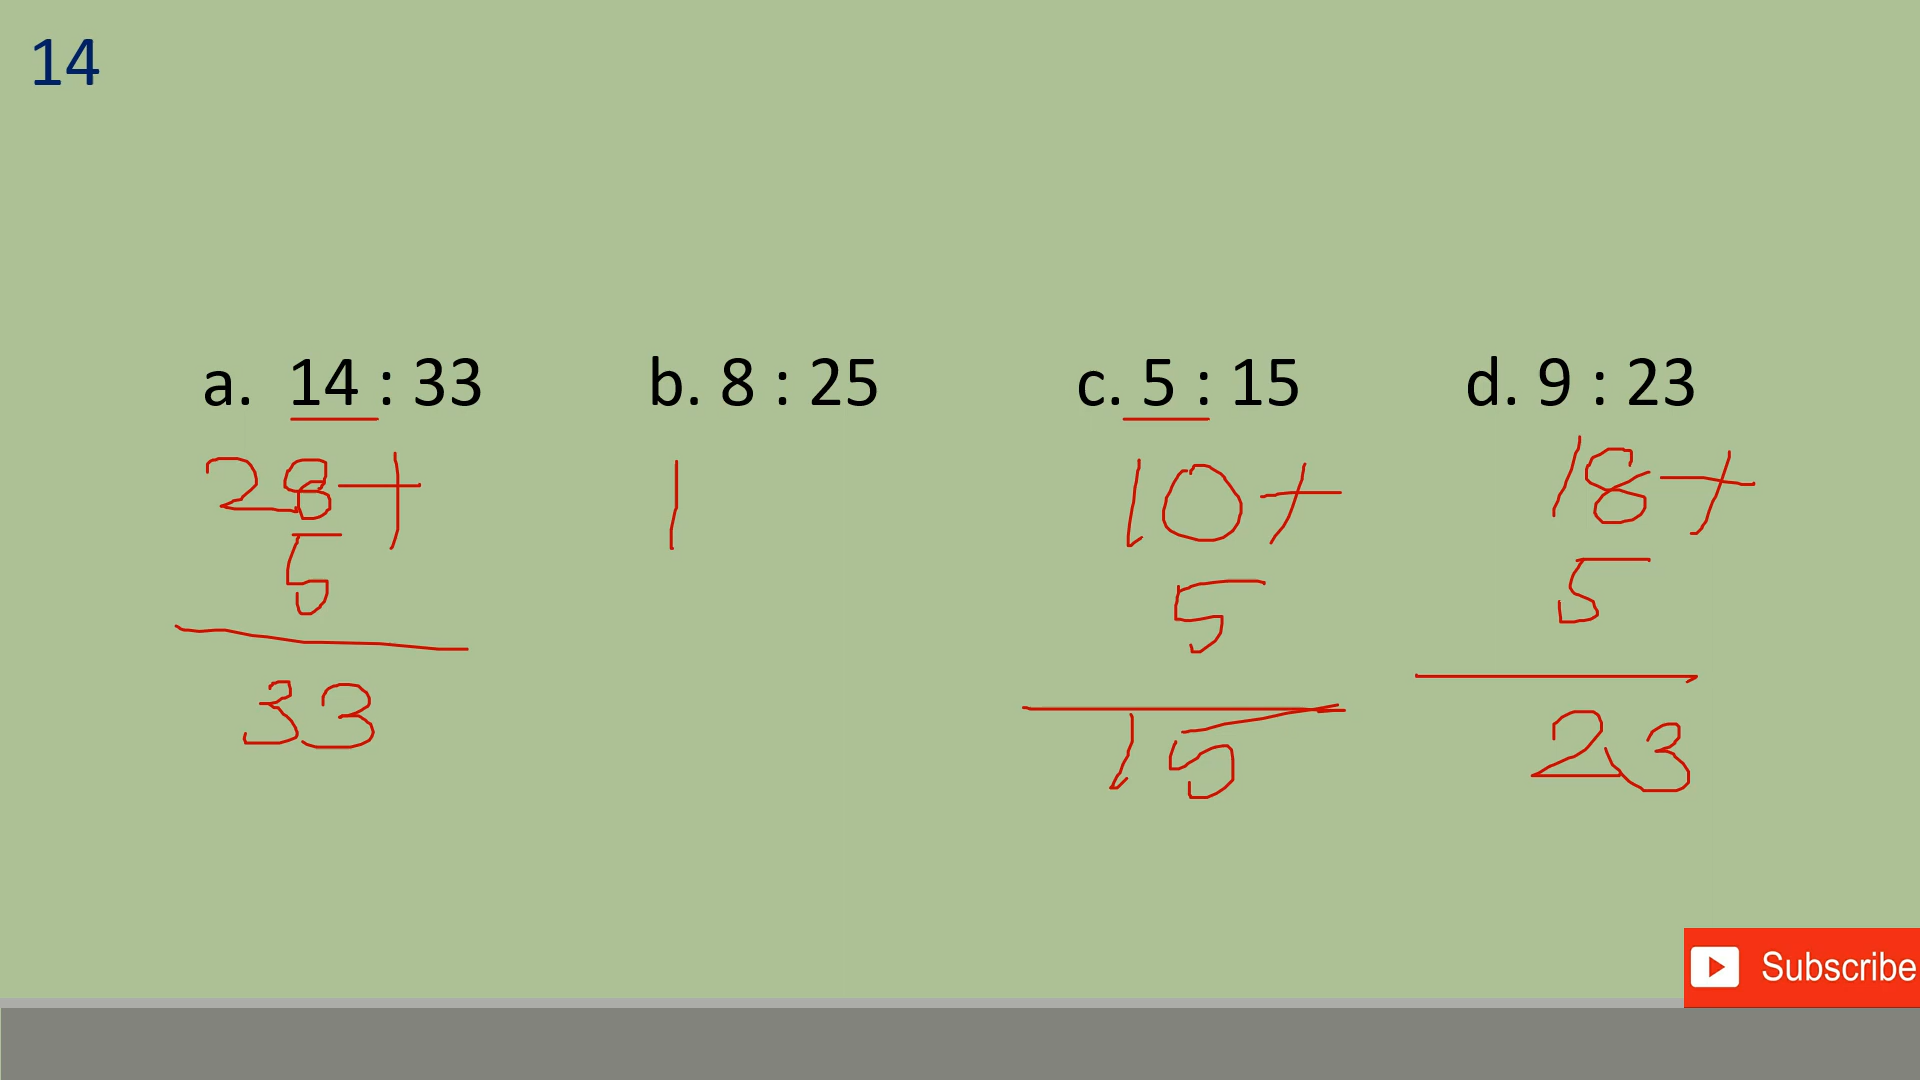 14
a. 14 : 33 b. 8 : 25 c. 5 : 15 d. 9 : 23
28+ 1 10+ 18+
5 5 5
33 15 23
Subscribe